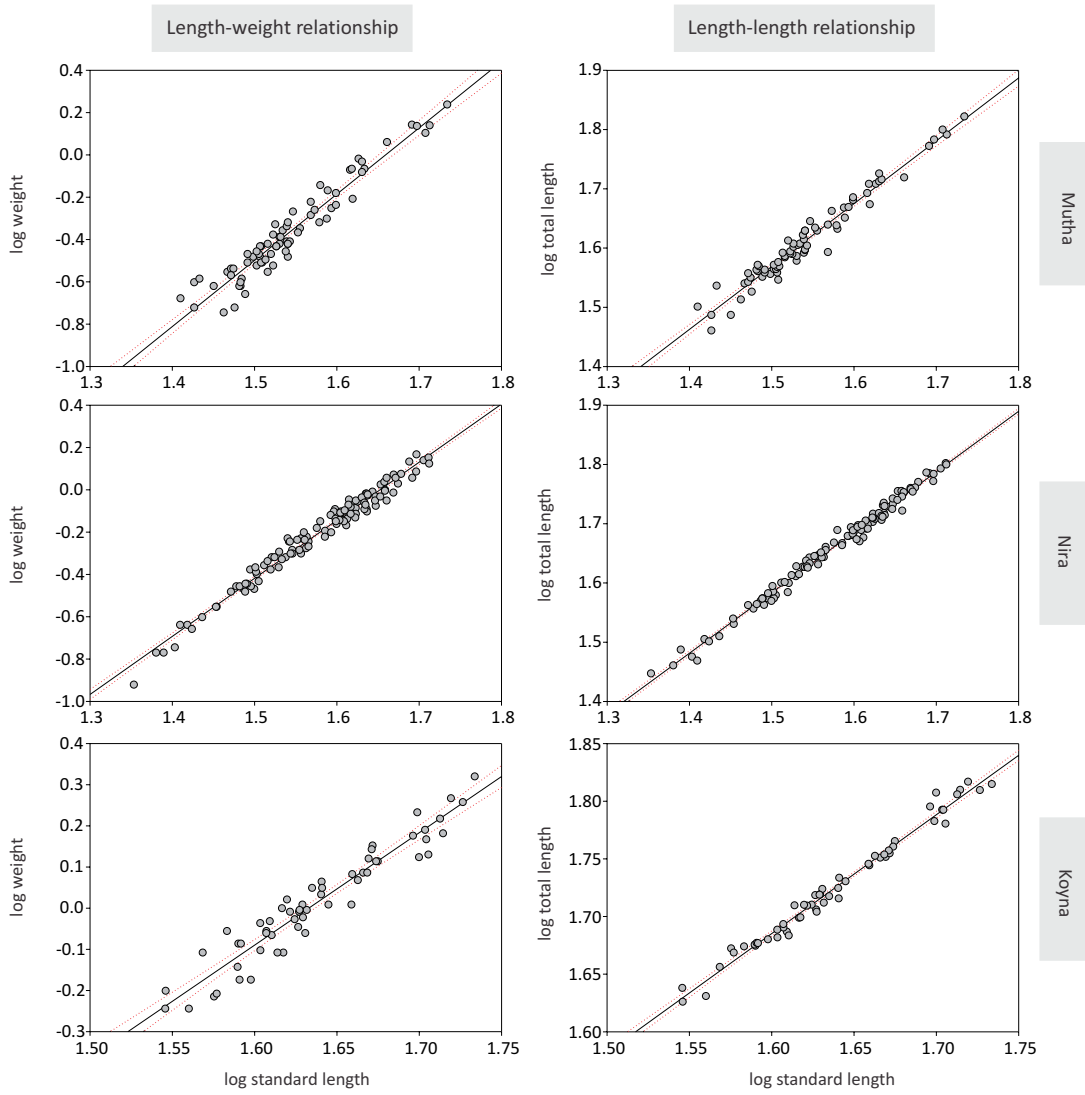 Length-weight relationship
Length-length relationship
0.4
0.2
0.0
-0.2
-0.4
-0.6
-0.8
-1.0
1.3 1.4 1.5 1.6 1.7 1.8
log weight
1.9
1.8
1.7
1.6
1.5
1.4
1.3 1.4 1.5 1.6 1.7 1.8
log total length
Mutha
0.4
0.2
0.0
-0.2
-0.4
-0.6
-0.8
-1.0
1.3 1.4 1.5 1.6 1.7 1.8
log weight
1.9
1.8
1.7
1.6
1.5
1.4
1.3 1.4 1.5 1.6 1.7 1.8
log total length
Nira
0.4
0.3
0.2
0.1
0.0
-0.1
-0.2
-0.3
1.50 1.55 1.60 1.65 1.70 1.75
log weight
log standard length
1.85
1.80
1.75
1.70
1.65
1.60
1.50 1.55 1.60 1.65 1.70 1.75
log total length
log standard length
Koyna